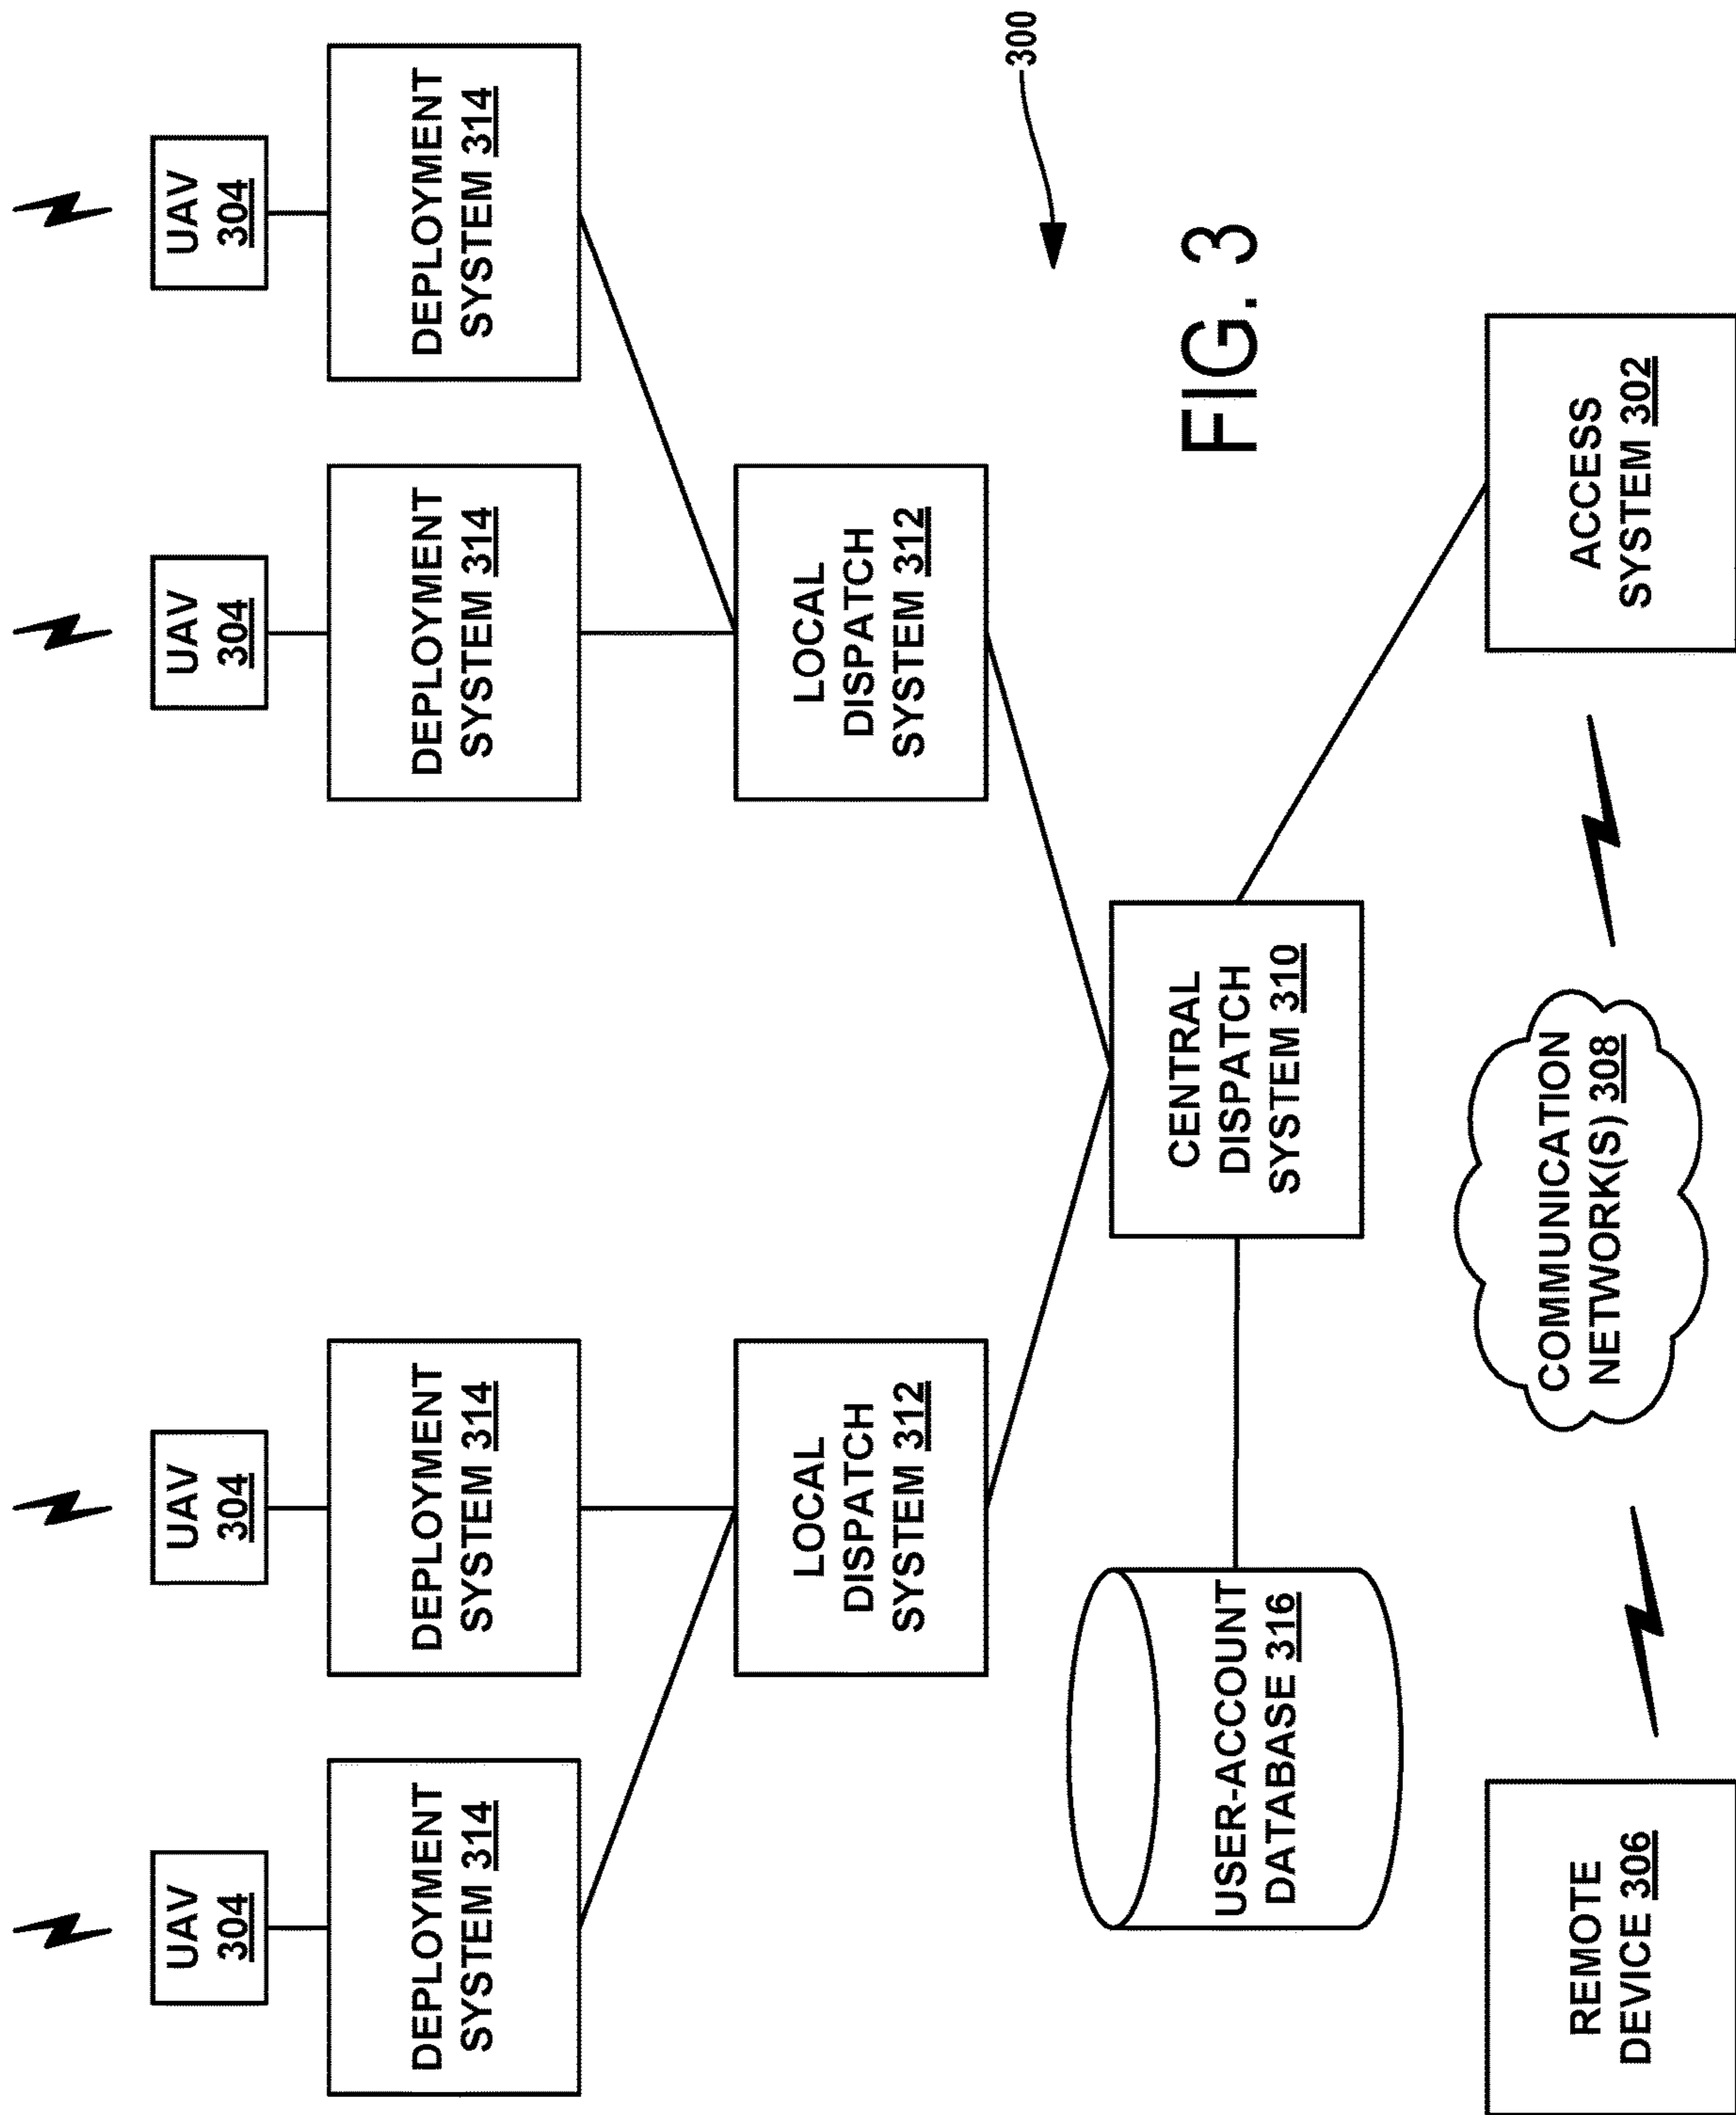 UAV
304
UAV
304
UAV
304
UAV
304
DEPLOYMENT
SYSTEM 314
DEPLOYMENT
SYSTEM 314
DEPLOYMENT
SYSTEM 314
DEPLOYMENT
SYSTEM 314
LOCAL
DISPATCH
SYSTEM 312
LOCAL
DISPATCH
SYSTEM 312
300
USER-ACCOUNT
DATABASE 316
CENTRAL
DISPATCH
SYSTEM 310
FIG. 3
REMOTE
DEVICE 306
COMMUNICATION
NETWORK(S) 308
ACCESS
SYSTEM 302